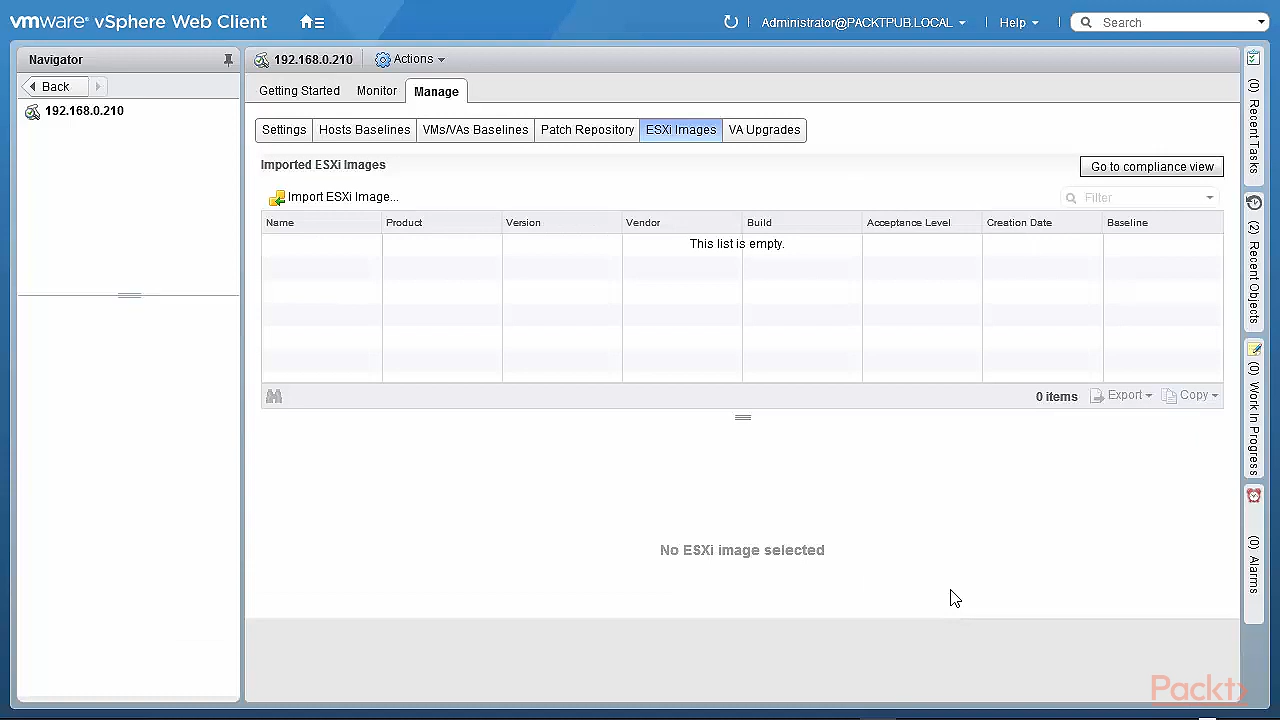 vmware® vSphere Web Client
Administrator@PACKTPUB.LOCAL
Help
Search
Navigator
192.168.0.210
Actions
Back
Getting Started
Monitor
Manage
192.168.0.210
Settings
Hosts Baselines
VMs/VAs Baselines
Patch Repository
ESXi Images
VA Upgrades
Imported ESXi Images
Go to compliance view
Import ESXi Image...
Filter
Name
Product
Version
Vendor
Build
Acceptance Level
Creation Date
Baseline
This list is empty.
0 items
Export
Copy
No ESXi image selected
(0) Recent Tasks
(2) Recent Objects
(0) Work In Progress
(0) Alarms
Packt